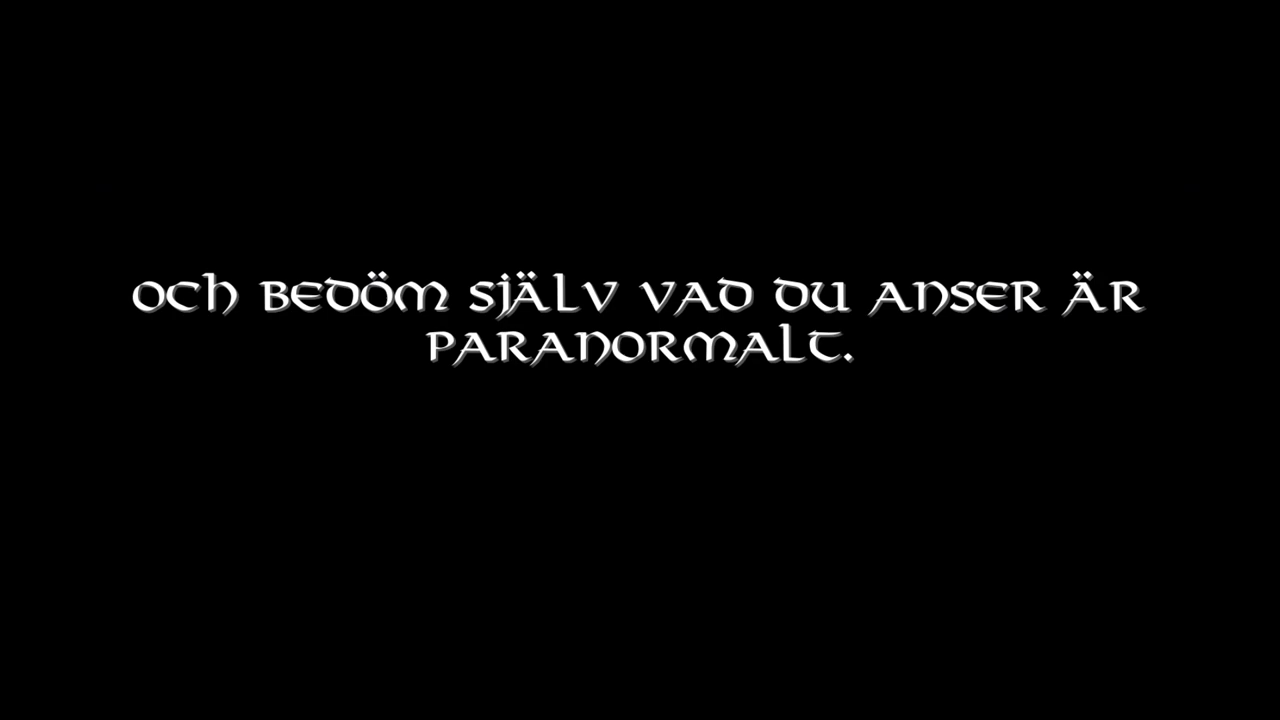 och bedöm själv vad du anser är
paranormalt.